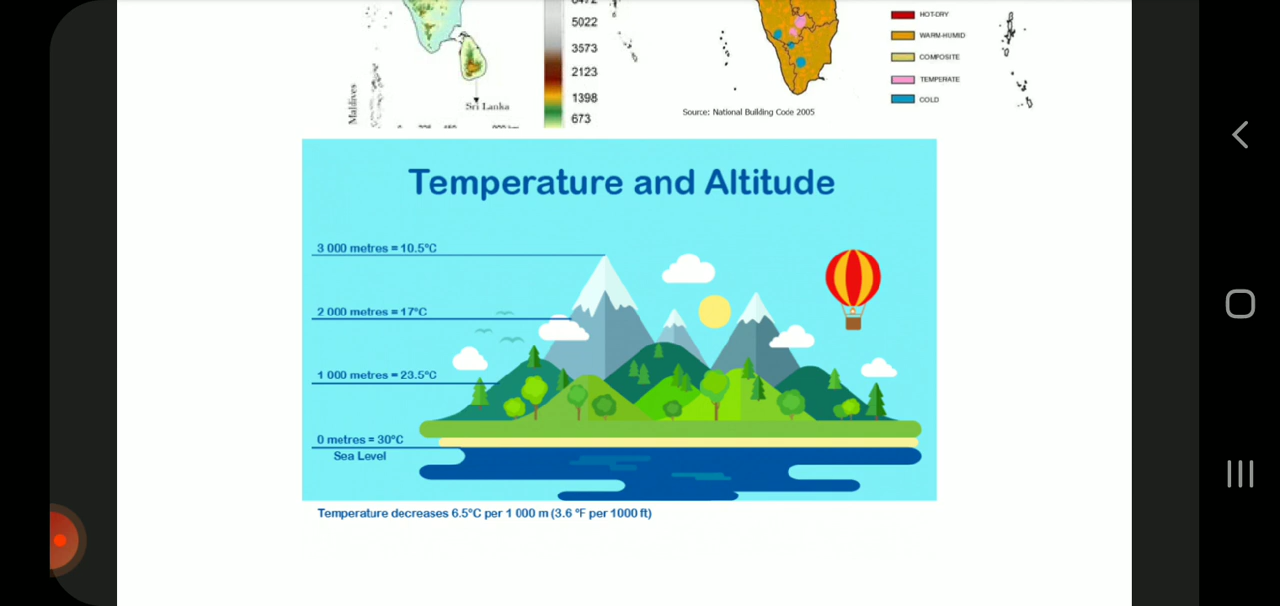 5022
3573
2123
1398
673
Maldives
Sri Lanka
HOT-DRY
WARM-HUMID
COMPOSITE
TEMPERATE
COLD
Source: National Building Code 2005
Temperature and Altitude
3 000 metres = 10.5°C
2 000 metres = 17°C
1 000 metres = 23.5°C
0 metres = 30°C
Sea Level
Temperature decreases 6.5°C per 1 000 m (3.6 °F per 1000 ft)